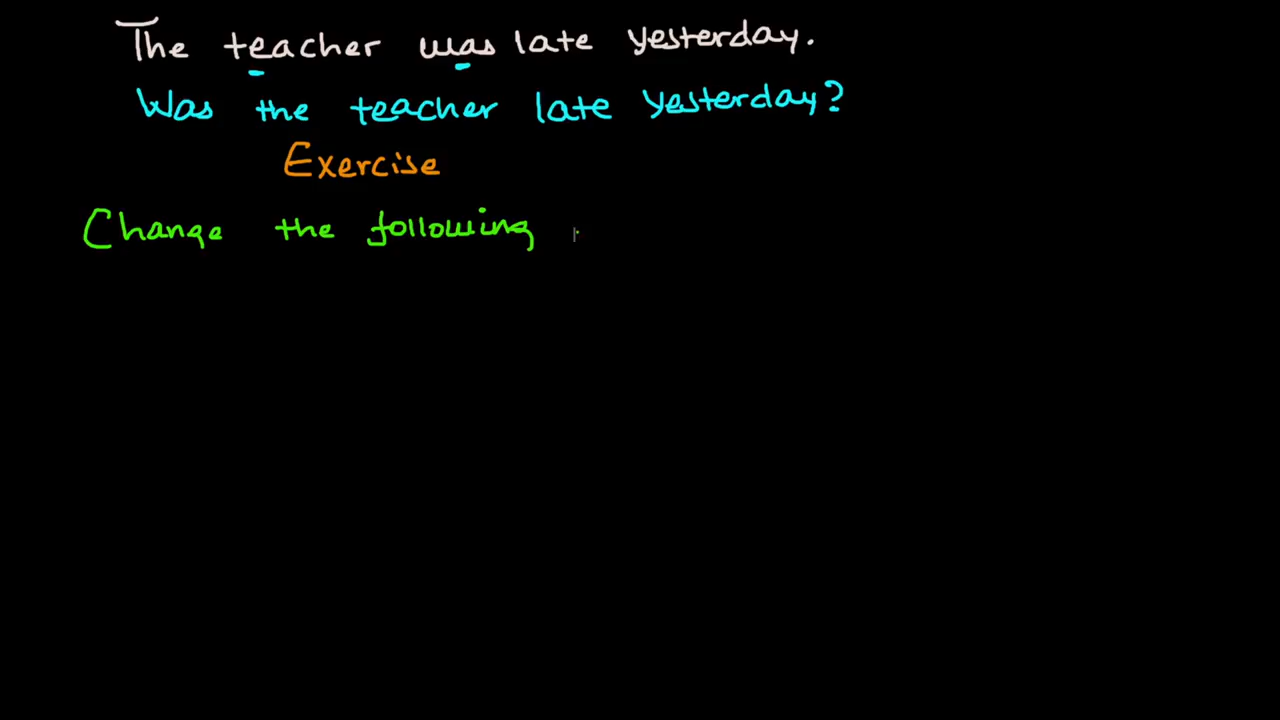 The teacher was late yesterday.
Was the teacher late yesterday?
Exercise
Change the following